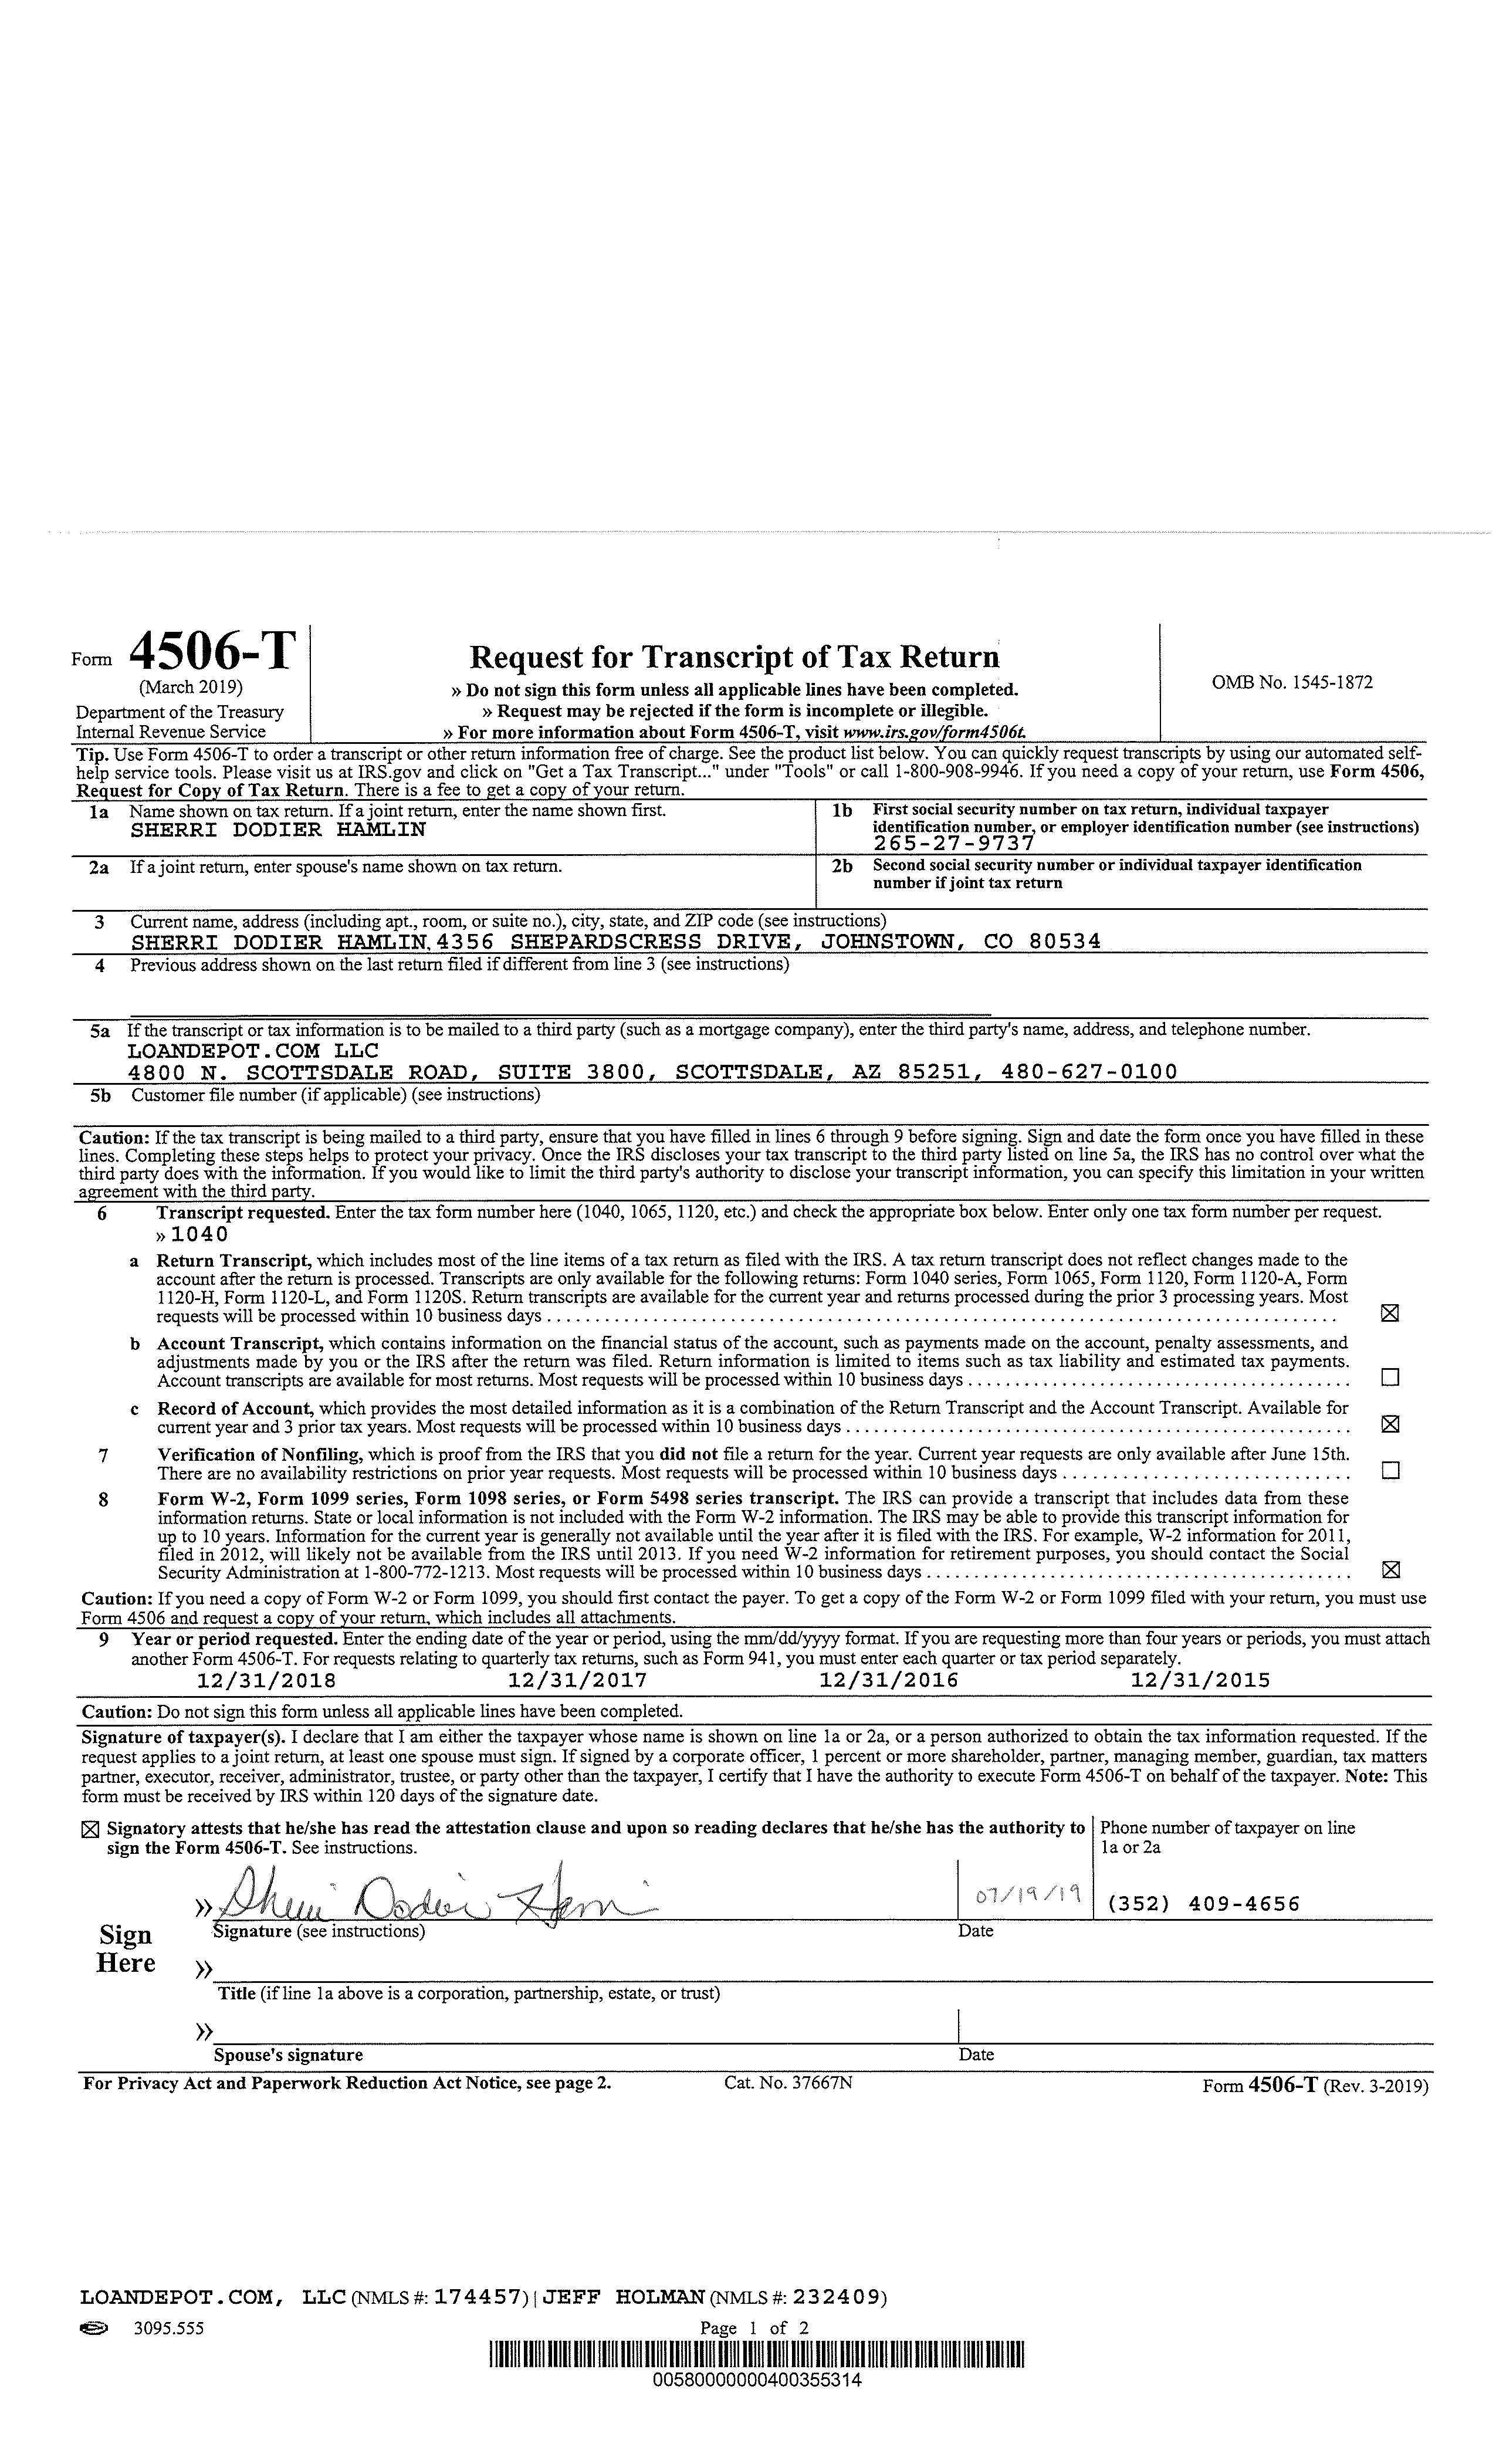 Form 4506-T
(March 2019)
Department of the Treasury
Internal Revenue Service
Request for Transcript of Tax Return
» Do not sign this form unless all applicable lines have been completed.
» Request may be rejected if the form is incomplete or illegible.
» For more information about Form 4506-T, visit www.irs.gov/form4506t.
OMB No. 1545-1872
Tip. Use Form 4506-T to order a transcript or other return information free of charge. See the product list below. You can quickly request transcripts by using our automated self-
help service tools. Please visit us at IRS.gov and click on "Get a Tax Transcript..." under "Tools" or call 1-800-908-9946. If you need a copy of your return, use Form 4506,
Request for Copy of Tax Return. There is a fee to get a copy of your return.
1a Name shown on tax return. If a joint return, enter the name shown first.
SHERRI DODIER HAMLIN
1b First social security number on tax return, individual taxpayer
identification number, or employer identification number (see instructions)
265-27-9737
2a If a joint return, enter spouse's name shown on tax return.
2b Second social security number or individual taxpayer identification
number if joint tax return
3 Current name, address (including apt., room, or suite no.), city, state, and ZIP code (see instructions)
SHERRI DODIER HAMLIN, 4356 SHEPARDSCRESS DRIVE, JOHNSTOWN, CO 80534
4 Previous address shown on the last return filed if different from line 3 (see instructions)
5a If the transcript or tax information is to be mailed to a third party (such as a mortgage company), enter the third party's name, address, and telephone number.
LOANDEPOT.COM LLC
4800 N. SCOTTSDALE ROAD, SUITE 3800, SCOTTSDALE, AZ 85251, 480-627-0100
5b Customer file number (if applicable) (see instructions)
Caution: If the tax transcript is being mailed to a third party, ensure that you have filled in lines 6 through 9 before signing. Sign and date the form once you have filled in these
lines. Completing these steps helps to protect your privacy. Once the IRS discloses your tax transcript to the third party listed on line 5a, the IRS has no control over what the
third party does with the information. If you would like to limit the third party's authority to disclose your transcript information, you can specify this limitation in your written
agreement with the third party.
6 Transcript requested. Enter the tax form number here (1040, 1065, 1120, etc.) and check the appropriate box below. Enter only one tax form number per request.
» 1040
a Return Transcript, which includes most of the line items of a tax return as filed with the IRS. A tax return transcript does not reflect changes made to the
account after the return is processed. Transcripts are only available for the following returns: Form 1040 series, Form 1065, Form 1120, Form 1120-A, Form
1120-H, Form 1120-L, and Form 1120S. Return transcripts are available for the current year and returns processed during the prior 3 processing years. Most
requests will be processed within 10 business days ☒
b Account Transcript, which contains information on the financial status of the account, such as payments made on the account, penalty assessments, and
adjustments made by you or the IRS after the return was filed. Return information is limited to items such as tax liability and estimated tax payments.
Account transcripts are available for most returns. Most requests will be processed within 10 business days ☐
c Record of Account, which provides the most detailed information as it is a combination of the Return Transcript and the Account Transcript. Available for
current year and 3 prior tax years. Most requests will be processed within 10 business days ☒
7 Verification of Nonfiling, which is proof from the IRS that you did not file a return for the year. Current year requests are only available after June 15th.
There are no availability restrictions on prior year requests. Most requests will be processed within 10 business days ☐
8 Form W-2, Form 1099 series, Form 1098 series, or Form 5498 series transcript. The IRS can provide a transcript that includes data from these
information returns. State or local information is not included with the Form W-2 information. The IRS may be able to provide this transcript information for
up to 10 years. Information for the current year is generally not available until the year after it is filed with the IRS. For example, W-2 information for 2011,
filed in 2012, will likely not be available from the IRS until 2013. If you need W-2 information for retirement purposes, you should contact the Social
Security Administration at 1-800-772-1213. Most requests will be processed within 10 business days ☒
Caution: If you need a copy of Form W-2 or Form 1099, you should first contact the payer. To get a copy of the Form W-2 or Form 1099 filed with your return, you must use
Form 4506 and request a copy of your return, which includes all attachments.
9 Year or period requested. Enter the ending date of the year or period, using the mm/dd/yyyy format. If you are requesting more than four years or periods, you must attach
another Form 4506-T. For requests relating to quarterly tax returns, such as Form 941, you must enter each quarter or tax period separately.
12/31/2018 12/31/2017 12/31/2016 12/31/2015
Caution: Do not sign this form unless all applicable lines have been completed.
Signature of taxpayer(s). I declare that I am either the taxpayer whose name is shown on line 1a or 2a, or a person authorized to obtain the tax information requested. If the
request applies to a joint return, at least one spouse must sign. If signed by a corporate officer, 1 percent or more shareholder, partner, managing member, guardian, tax matters
partner, executor, receiver, administrator, trustee, or party other than the taxpayer, I certify that I have the authority to execute Form 4506-T on behalf of the taxpayer. Note: This
form must be received by IRS within 120 days of the signature date.
☒ Signatory attests that he/she has read the attestation clause and upon so reading declares that he/she has the authority to
sign the Form 4506-T. See instructions.
Phone number of taxpayer on line
1a or 2a
Sign
Here
» 07/19/19 (352) 409-4656
Signature (see instructions) Date
»
Title (if line 1a above is a corporation, partnership, estate, or trust)
»
Spouse's signature Date
For Privacy Act and Paperwork Reduction Act Notice, see page 2. Cat. No. 37667N Form 4506-T (Rev. 3-2019)
LOANDEPOT.COM, LLC (NMLS #: 174457) | JEFF HOLMAN (NMLS #: 232409)
3095.555 Page 1 of 2
00580000000400355314